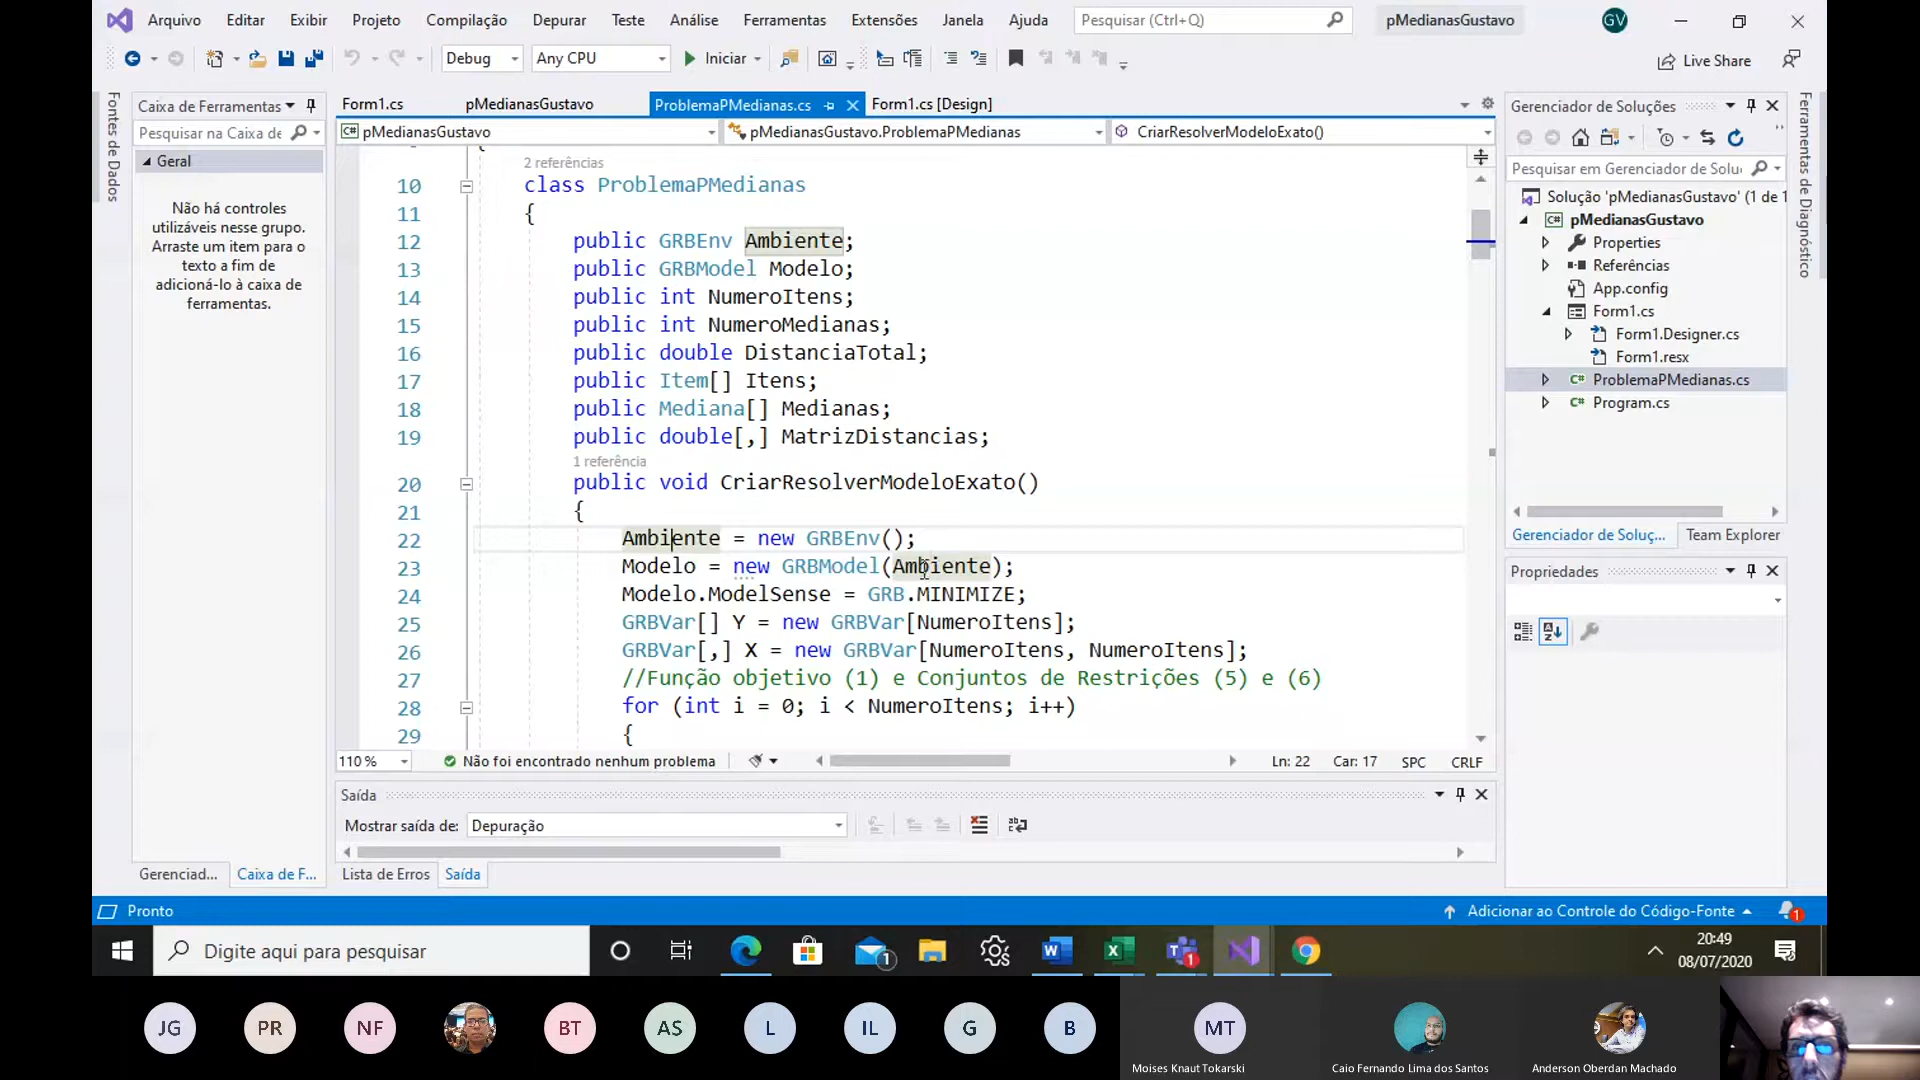 Arquivo Editar Exibir Projeto Compilação Depurar Teste Análise Ferramentas Extensões Janela Ajuda Pesquisar (Ctrl+Q) pMedianasGustavo GV
Debug Any CPU Iniciar Live Share
Fontes de Dados
Caixa de Ferramentas
Pesquisar na Caixa de
Geral
Não há controles
utilizáveis nesse grupo.
Arraste um item para o
texto a fim de
adicioná-lo à caixa de
ferramentas.
Gerenciad... Caixa de F...
Form1.cs pMedianasGustavo ProblemaPMedianas.cs Form1.cs [Design]
pMedianasGustavo pMedianasGustavo.ProblemaPMedianas CriarResolverModeloExato()
2 referências
10 class ProblemaPMedianas
11 {
12 public GRBEnv Ambiente;
13 public GRBModel Modelo;
14 public int NumeroItens;
15 public int NumeroMedianas;
16 public double DistanciaTotal;
17 public Item[] Itens;
18 public Mediana[] Medianas;
19 public double[,] MatrizDistancias;
1 referência
20 public void CriarResolverModeloExato()
21 {
22 Ambiente = new GRBEnv();
23 Modelo = new GRBModel(Ambiente);
24 Modelo.ModelSense = GRB.MINIMIZE;
25 GRBVar[] Y = new GRBVar[NumeroItens];
26 GRBVar[,] X = new GRBVar[NumeroItens, NumeroItens];
27 //Função objetivo (1) e Conjuntos de Restrições (5) e (6)
28 for (int i = 0; i < NumeroItens; i++)
29 {
110 % Não foi encontrado nenhum problema Ln: 22 Car: 17 SPC CRLF
Saída
Mostrar saída de: Depuração
Lista de Erros Saída
Gerenciador de Soluções
Pesquisar em Gerenciador de Solu
Solução 'pMedianasGustavo' (1 de 1
pMedianasGustavo
Properties
Referências
App.config
Form1.cs
Form1.Designer.cs
Form1.resx
ProblemaPMedianas.cs
Program.cs
Gerenciador de Soluç... Team Explorer
Propriedades
Ferramentas de Diagnóstico
Pronto Adicionar ao Controle do Código-Fonte 1
Digite aqui para pesquisar 1 1 20:49
08/07/2020
JG PR NF BT AS L IL G B MT
Moises Knaut Tokarski Caio Fernando Lima dos Santos Anderson Oberdan Machado